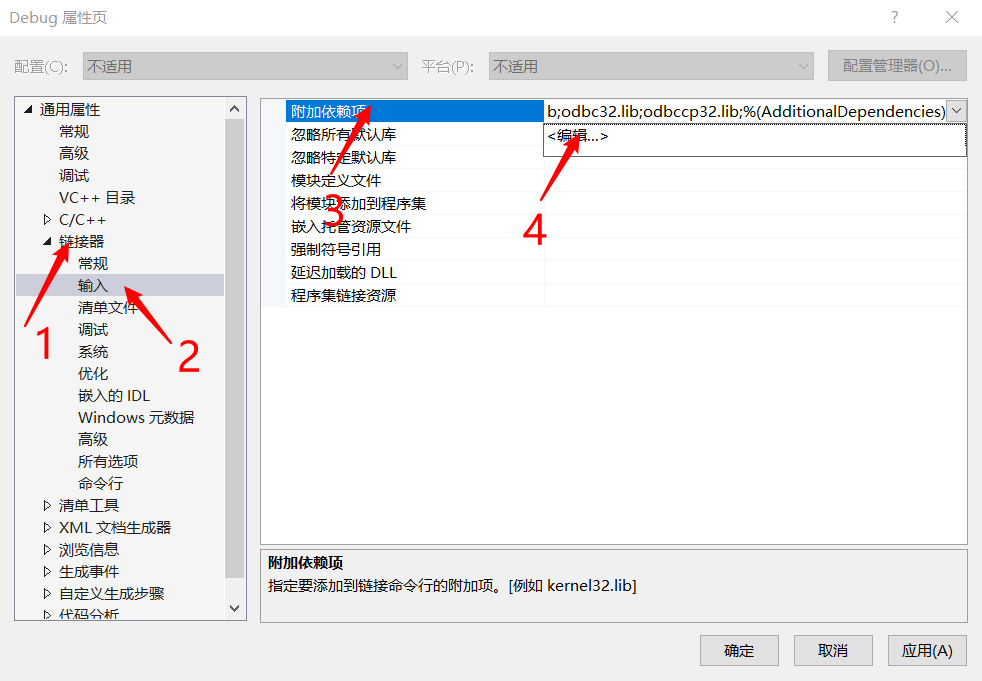 Debug 属性页
配置(C):
不适用
平台(P):
不适用
配置管理器(O)...
通用属性
常规
高级
调试
VC++ 目录
C/C++
链接器
常规
输入
清单文件
调试
系统
优化
嵌入的 IDL
Windows 元数据
高级
所有选项
命令行
清单工具
XML 文档生成器
浏览信息
生成事件
自定义生成步骤
代码分析
附加依赖项
b;odbc32.lib;odbccp32.lib;%(AdditionalDependencies)
<编辑...>
忽略所有默认库
忽略特定默认库
模块定义文件
将模块添加到程序集
嵌入托管资源文件
强制符号引用
延迟加载的 DLL
程序集链接资源
1
2
3
4
附加依赖项
指定要添加到链接命令行的附加项。[例如 kernel32.lib]
确定
取消
应用(A)